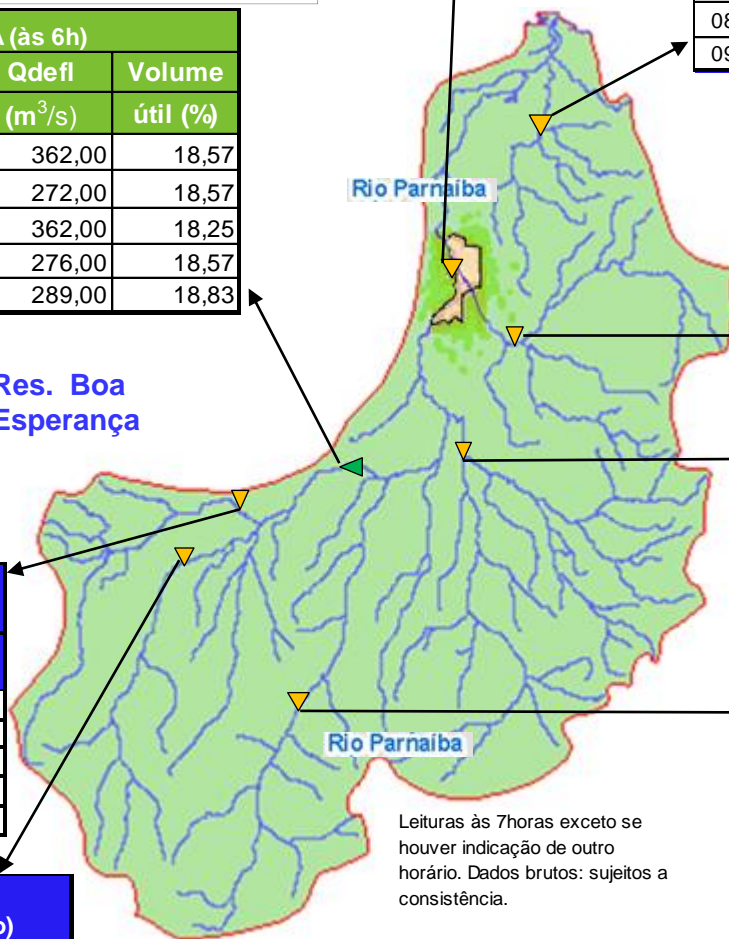 A (às 6h)
Qdefl Volume
(m³/s) útil (%)
362,00 18,57
272,00 18,57
362,00 18,25
276,00 18,57
289,00 18,83
08
09
Rio Parnaíba
Res. Boa
Esperança
Rio Parnaíba
Leituras às 7horas exceto se
houver indicação de outro
horário. Dados brutos: sujeitos a
consistência.